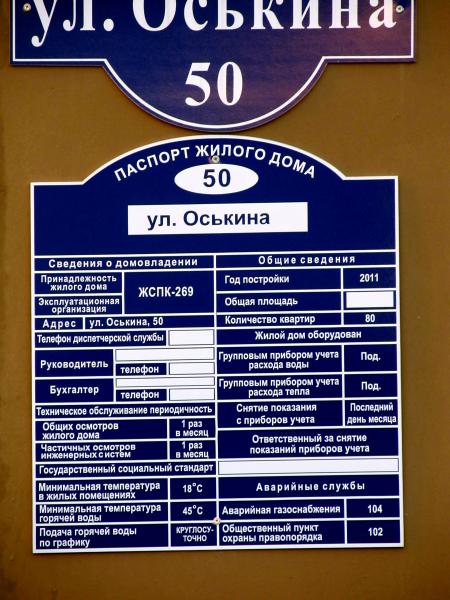 ул. Оськина
50
ПАСПОРТ ЖИЛОГО ДОМА
50
ул. Оськина
Сведения о домовладении
Принадлежность
жилого дома
Эксплуатационная
организация
ЖСПК-269
Адрес ул. Оськина, 50
Телефон диспетчерской службы
Руководитель
телефон
Бухгалтер
телефон
Техническое обслуживание периодичность
Общих осмотров
жилого дома
1 раз
в месяц
Частичных осмотров
инженерных систем
1 раз
в месяц
Государственный социальный стандарт
Минимальная температура
в жилых помещениях
18°С
Минимальная температура
горячей воды
45°С
Подача горячей воды
по графику
КРУГЛОСУ-
ТОЧНО
Общие сведения
Год постройки 2011
Общая площадь
Количество квартир 80
Жилой дом оборудован
Групповым прибором учета
расхода воды
Под.
Групповым прибором учета
расхода тепла
Под.
Снятие показания
с приборов учета
Последний
день месяца
Ответственный за снятие
показаний приборов учета
Аварийные службы
Аварийная газоснабжения 104
Общественный пункт
охраны правопорядка
102